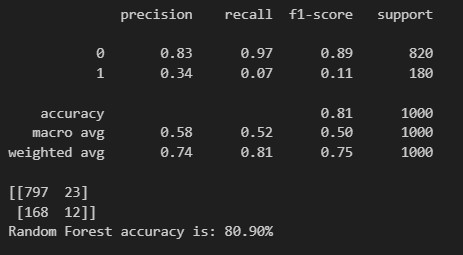 precision recall f1-score support
0 0.83 0.97 0.89 820
1 0.34 0.07 0.11 180
accuracy 0.81 1000
macro avg 0.58 0.52 0.50 1000
weighted avg 0.74 0.81 0.75 1000
[[797 23]
[168 12]]
Random Forest accuracy is: 80.90%